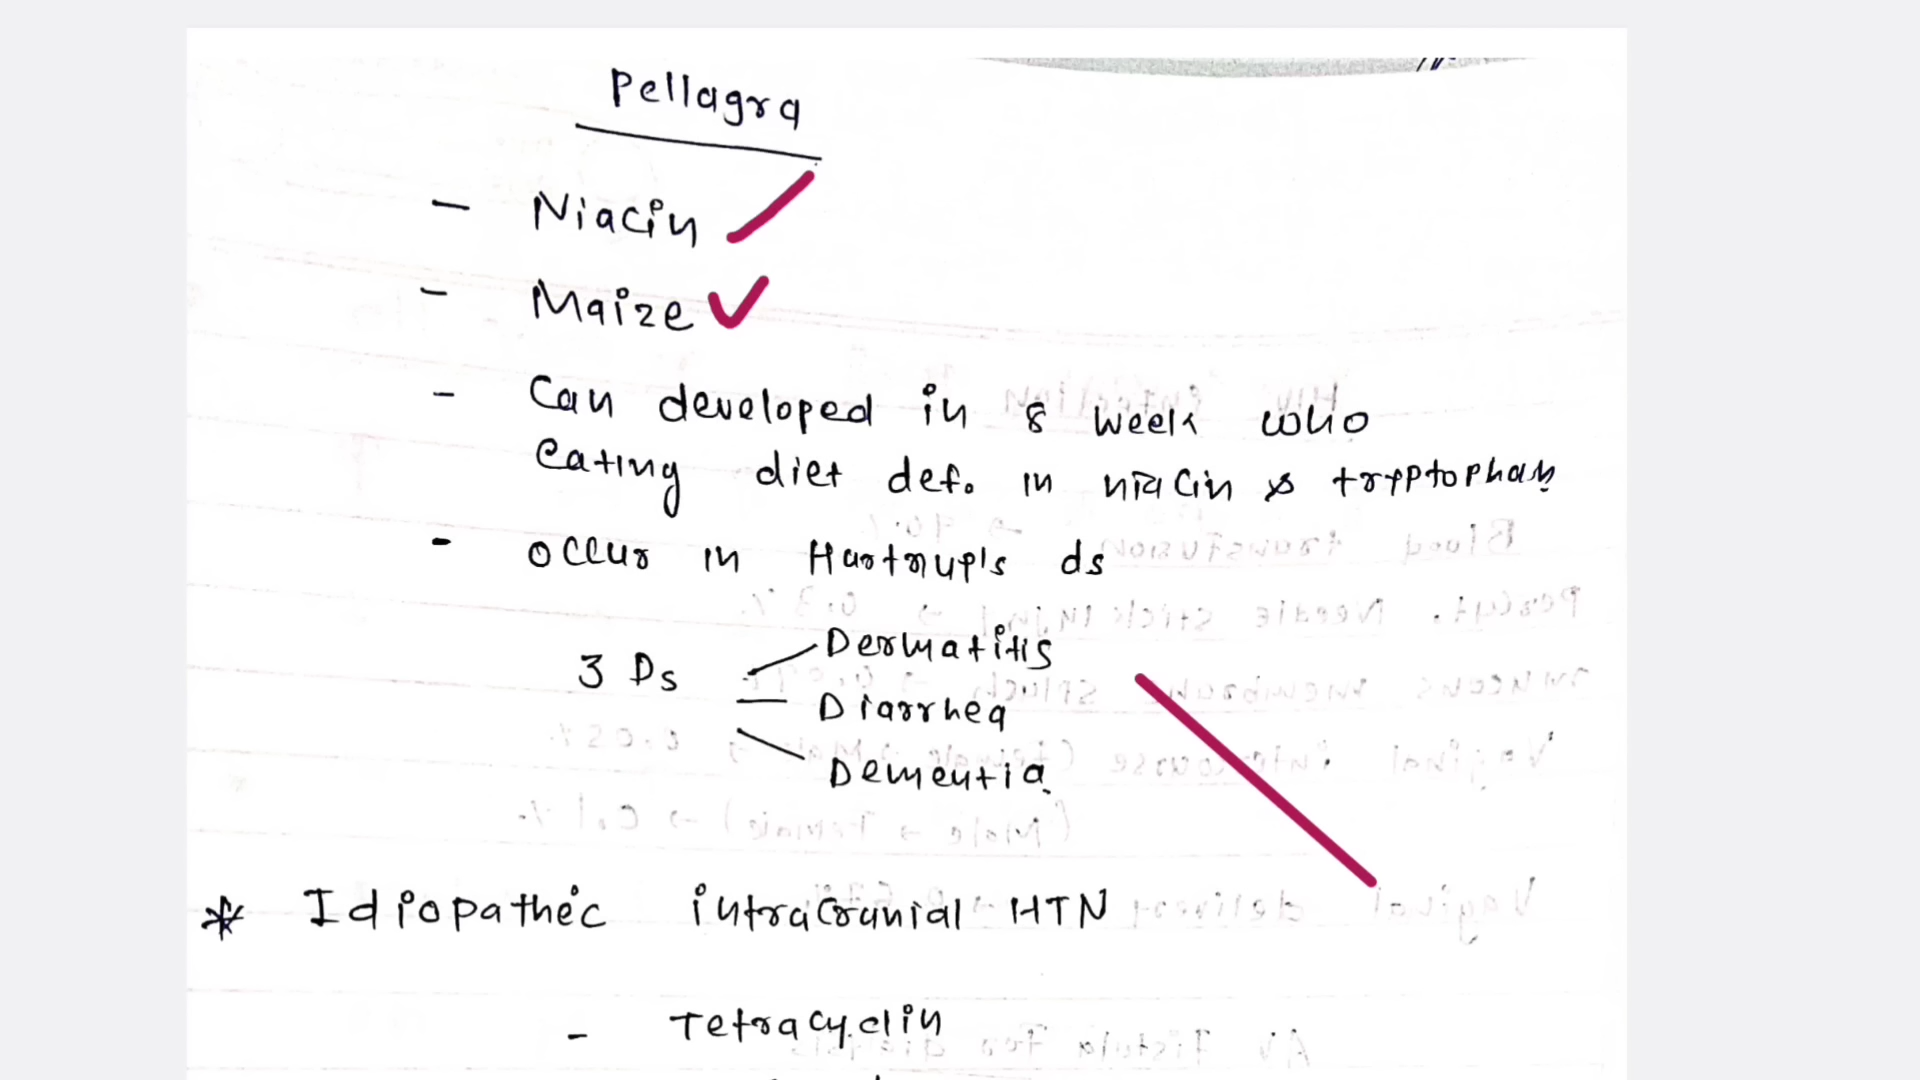 Pellagra
- Niacin
- Maize
- Can developed in 8 week who
eating diet def. in niacin & tryptophan
- occur in Hartnup's ds
3 Ds
Dermatitis
Diarrhea
Dementia
* Idiopathic intracranial HTN
- Tetracyclin